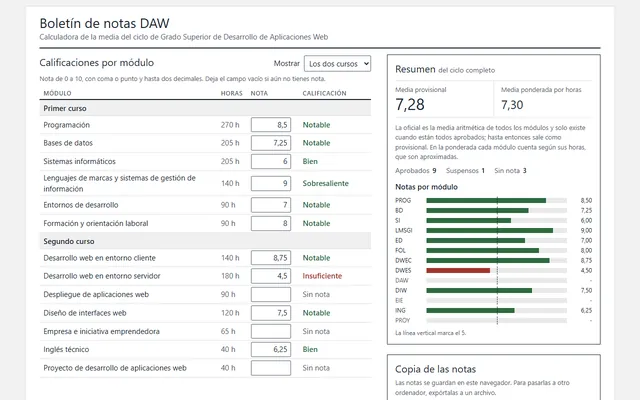 Boletín de notas DAW
Calculadora de la media del ciclo de Grado Superior de Desarrollo de Aplicaciones Web
Calificaciones por módulo
Mostrar Los dos cursos
Nota de 0 a 10, con coma o punto y hasta dos decimales. Deja el campo vacío si aún no tienes nota.
MÓDULO HORAS NOTA CALIFICACIÓN
Primer curso
Programación 270 h 8,5 Notable
Bases de datos 205 h 7,25 Notable
Sistemas informáticos 205 h 6 Bien
Lenguajes de marcas y sistemas de gestión de
información 140 h 9 Sobresaliente
Entornos de desarrollo 90 h 7 Notable
Formación y orientación laboral 90 h 8 Notable
Segundo curso
Desarrollo web en entorno cliente 140 h 8,75 Notable
Desarrollo web en entorno servidor 180 h 4,5 Insuficiente
Despliegue de aplicaciones web 90 h Sin nota
Diseño de interfaces web 120 h 7,5 Notable
Empresa e iniciativa emprendedora 65 h Sin nota
Inglés técnico 40 h 6,25 Bien
Proyecto de desarrollo de aplicaciones web 40 h Sin nota
Resumen del ciclo completo
Media provisional
7,28
Media ponderada por horas
7,30
La oficial es la media aritmética de todos los módulos y solo existe
cuando están todos aprobados; hasta entonces sale como
provisional. En la ponderada cada módulo cuenta según sus horas,
que son aproximadas.
Aprobados 9 Suspensos 1 Sin nota 3
Notas por módulo
PROG 8,50
BD 7,25
SI 6,00
LMSGI 9,00
ED 7,00
FOL 8,00
DWEC 8,75
DWES 4,50
DAW -
DIW 7,50
EIE -
ING 6,25
PROY -
La línea vertical marca el 5.
Copia de las notas
Las notas se guardan en este navegador. Para pasarlas a otro
ordenador, expórtalas a un archivo.